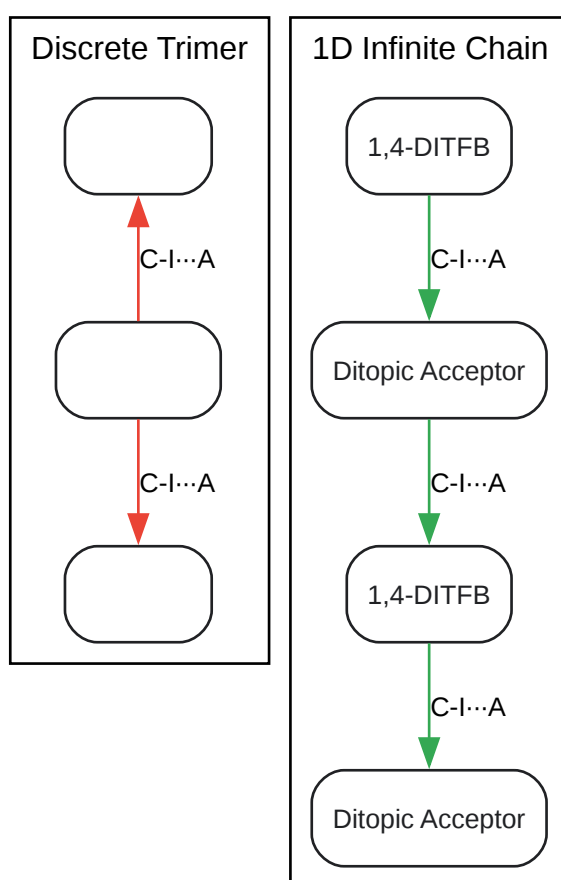 Discrete Trimer
C-I···A
C-I···A
1D Infinite Chain
1,4-DITFB
C-I···A
Ditopic Acceptor
C-I···A
1,4-DITFB
C-I···A
Ditopic Acceptor